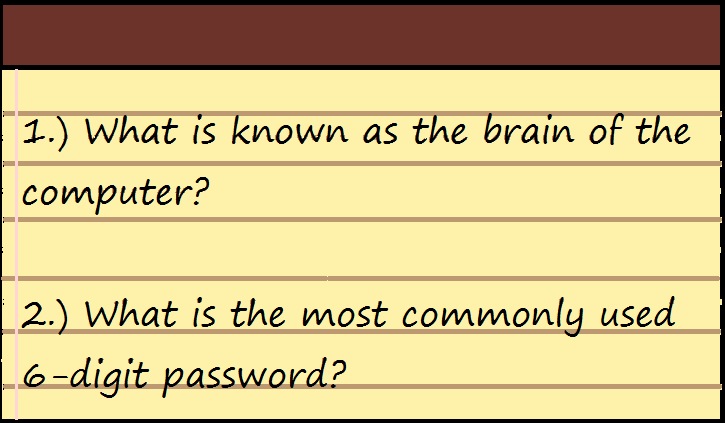 1.) What is known as the brain of the
computer?
2.) What is the most commonly used
6-digit password?